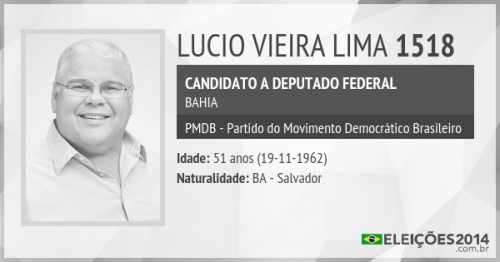 LUCIO VIEIRA LIMA 1518
CANDIDATO A DEPUTADO FEDERAL
BAHIA
PMDB - Partido do Movimento Democrático Brasileiro
Idade: 51 anos (19-11-1962)
Naturalidade: BA - Salvador
ELEIÇÕES2014
.com.br